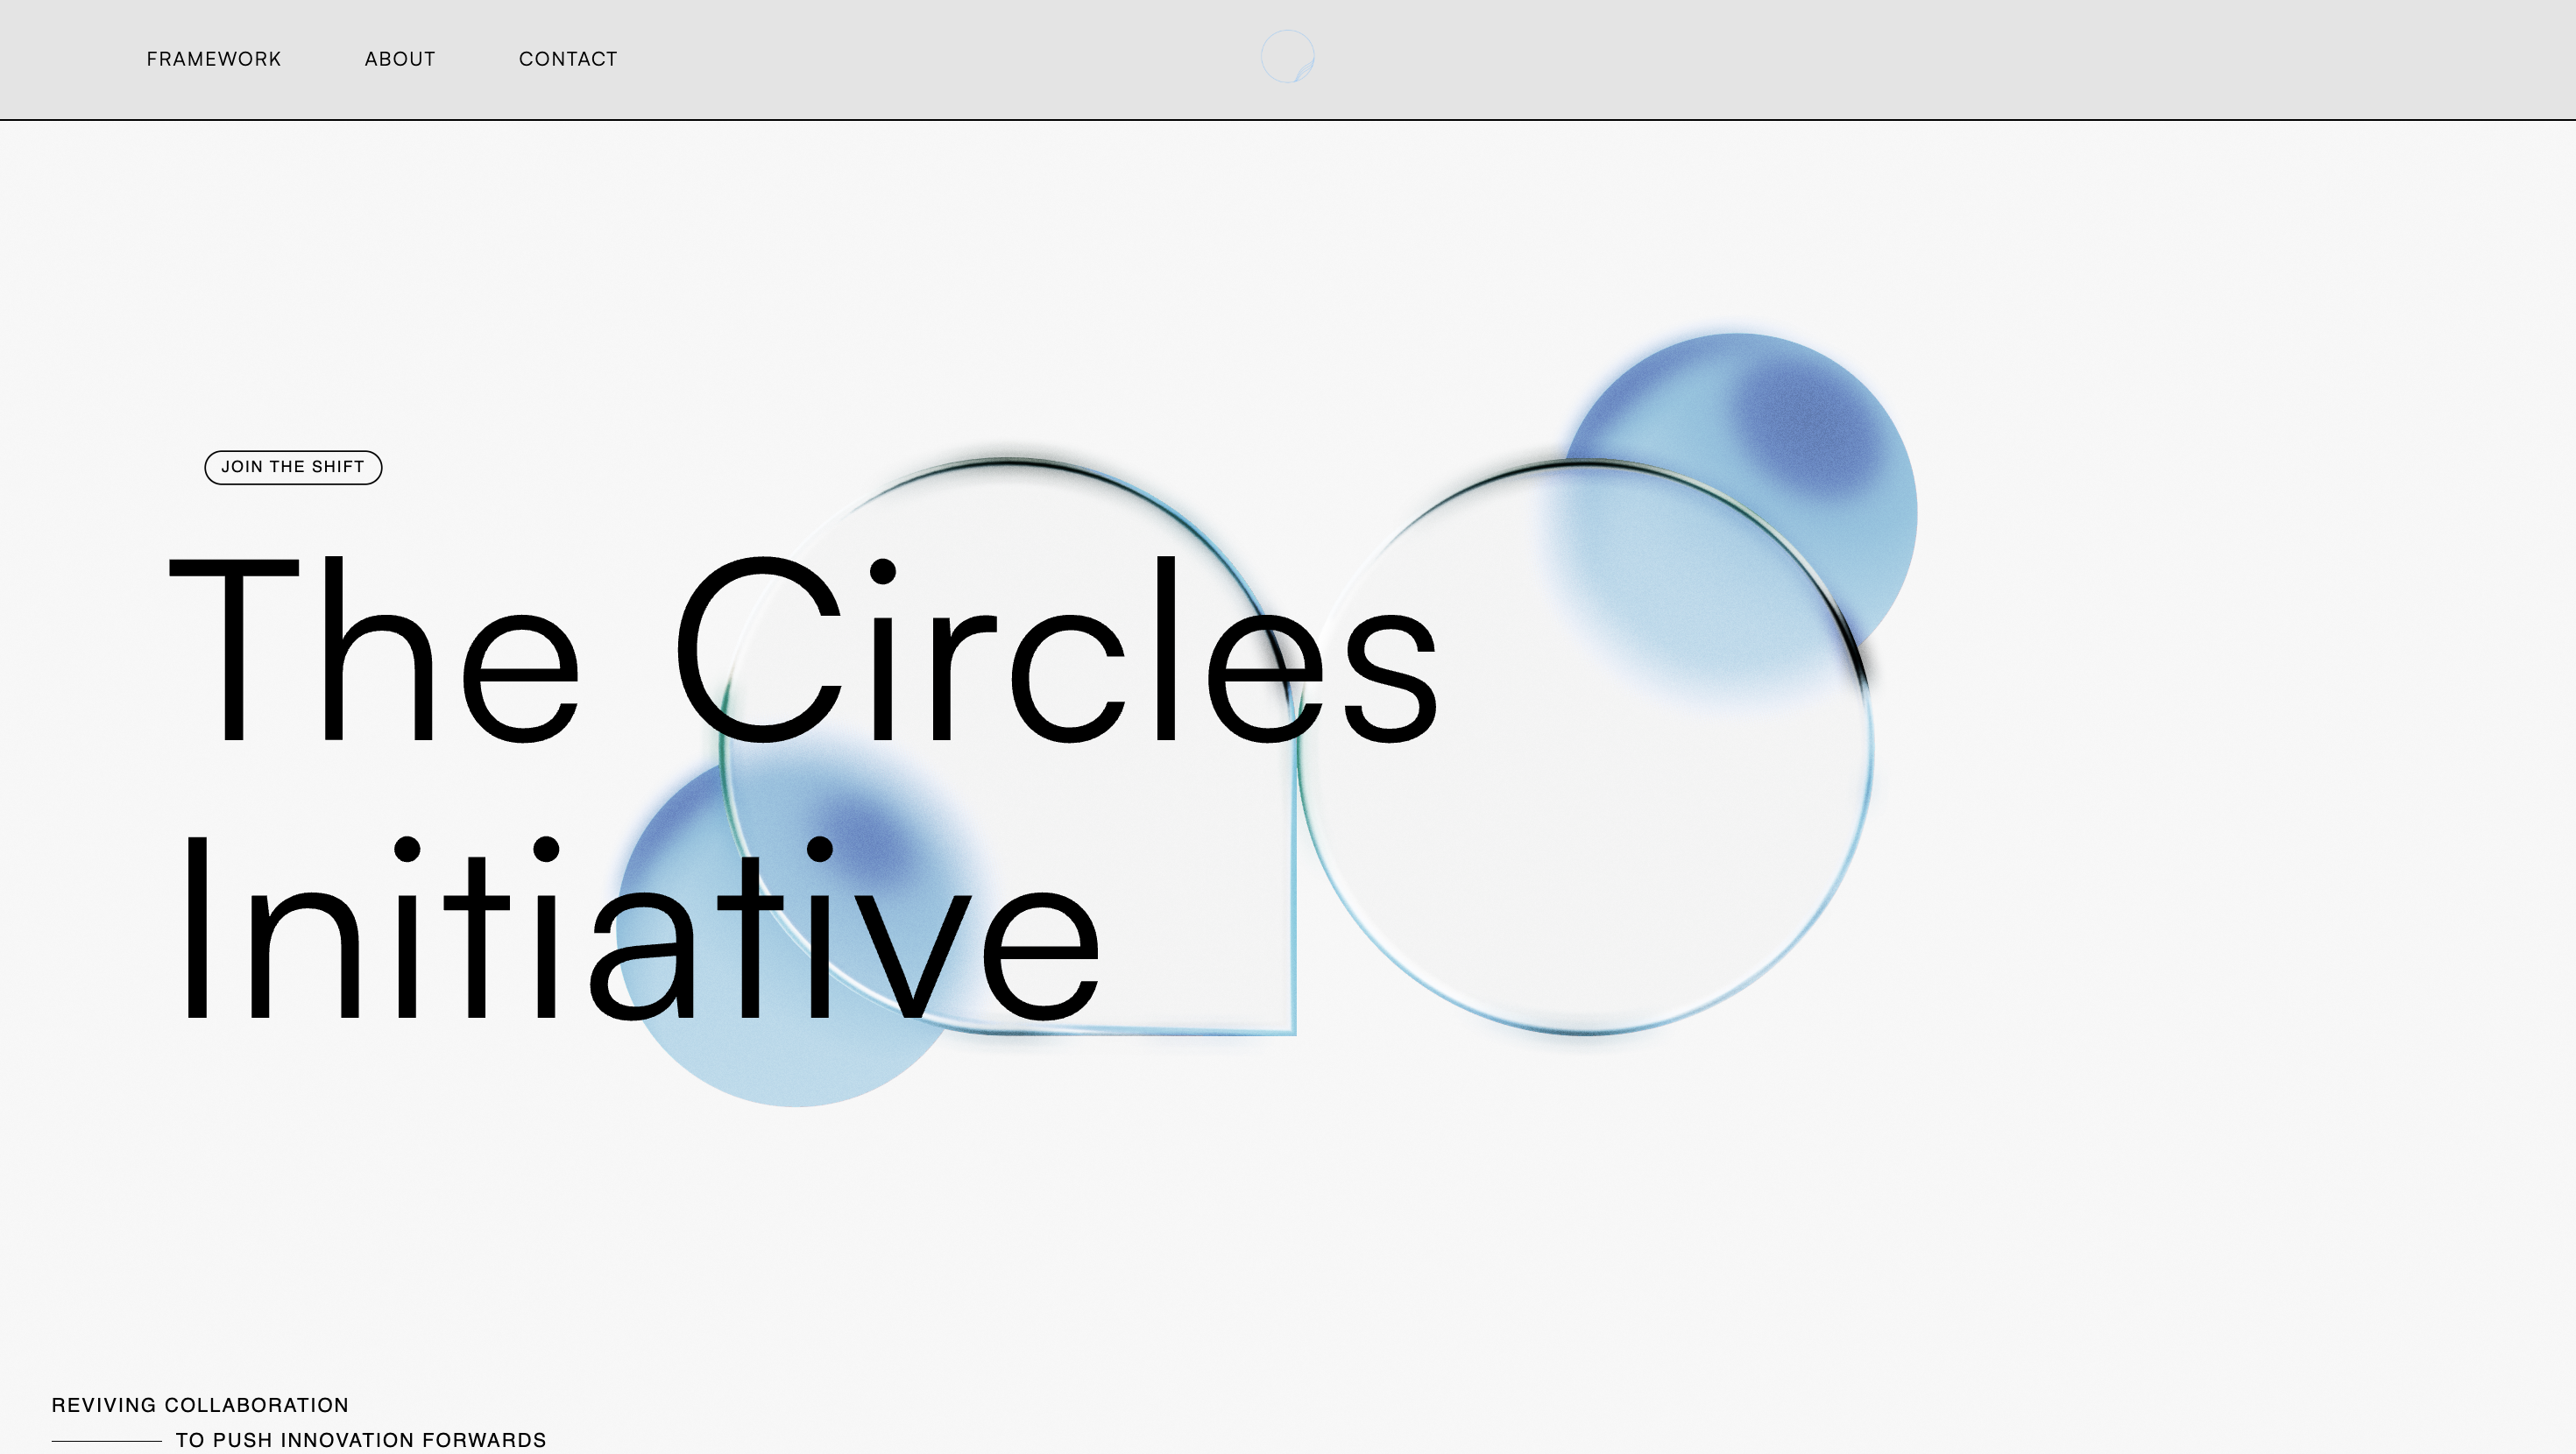 FRAMEWORK ABOUT CONTACT
JOIN THE SHIFT
The Circles
Initiative
REVIVING COLLABORATION
TO PUSH INNOVATION FORWARDS